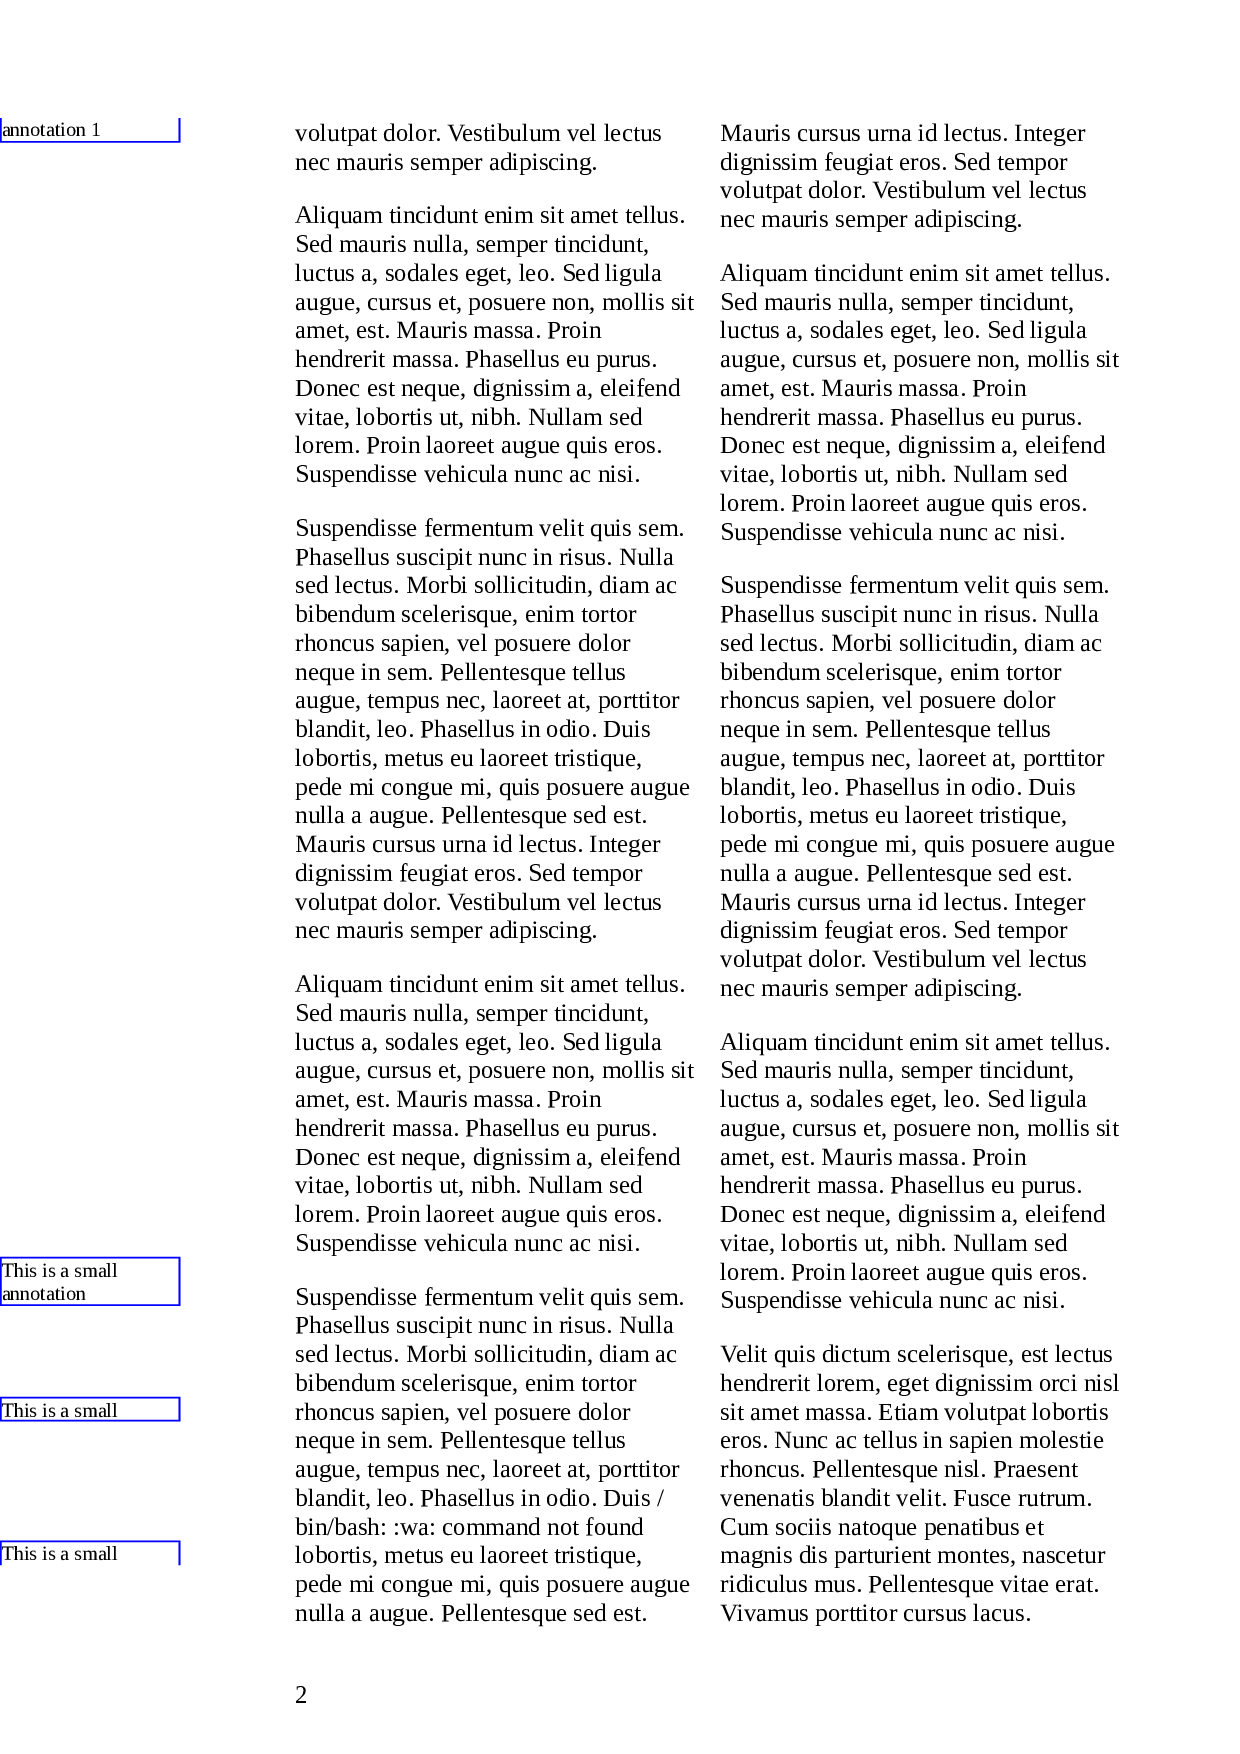 annotation 1
This is a small
annotation
This is a small
This is a small
volutpat dolor. Vestibulum vel lectus
nec mauris semper adipiscing.
Aliquam tincidunt enim sit amet tellus.
Sed mauris nulla, semper tincidunt,
luctus a, sodales eget, leo. Sed ligula
augue, cursus et, posuere non, mollis sit
amet, est. Mauris massa. Proin
hendrerit massa. Phasellus eu purus.
Donec est neque, dignissim a, eleifend
vitae, lobortis ut, nibh. Nullam sed
lorem. Proin laoreet augue quis eros.
Suspendisse vehicula nunc ac nisi.
Suspendisse fermentum velit quis sem.
Phasellus suscipit nunc in risus. Nulla
sed lectus. Morbi sollicitudin, diam ac
bibendum scelerisque, enim tortor
rhoncus sapien, vel posuere dolor
neque in sem. Pellentesque tellus
augue, tempus nec, laoreet at, porttitor
blandit, leo. Phasellus in odio. Duis
lobortis, metus eu laoreet tristique,
pede mi congue mi, quis posuere augue
nulla a augue. Pellentesque sed est.
Mauris cursus urna id lectus. Integer
dignissim feugiat eros. Sed tempor
volutpat dolor. Vestibulum vel lectus
nec mauris semper adipiscing.
Aliquam tincidunt enim sit amet tellus.
Sed mauris nulla, semper tincidunt,
luctus a, sodales eget, leo. Sed ligula
augue, cursus et, posuere non, mollis sit
amet, est. Mauris massa. Proin
hendrerit massa. Phasellus eu purus.
Donec est neque, dignissim a, eleifend
vitae, lobortis ut, nibh. Nullam sed
lorem. Proin laoreet augue quis eros.
Suspendisse vehicula nunc ac nisi.
Suspendisse fermentum velit quis sem.
Phasellus suscipit nunc in risus. Nulla
sed lectus. Morbi sollicitudin, diam ac
bibendum scelerisque, enim tortor
rhoncus sapien, vel posuere dolor
neque in sem. Pellentesque tellus
augue, tempus nec, laoreet at, porttitor
blandit, leo. Phasellus in odio. Duis /
bin/bash: :wa: command not found
lobortis, metus eu laoreet tristique,
pede mi congue mi, quis posuere augue
nulla a augue. Pellentesque sed est.
Mauris cursus urna id lectus. Integer
dignissim feugiat eros. Sed tempor
volutpat dolor. Vestibulum vel lectus
nec mauris semper adipiscing.
Aliquam tincidunt enim sit amet tellus.
Sed mauris nulla, semper tincidunt,
luctus a, sodales eget, leo. Sed ligula
augue, cursus et, posuere non, mollis sit
amet, est. Mauris massa. Proin
hendrerit massa. Phasellus eu purus.
Donec est neque, dignissim a, eleifend
vitae, lobortis ut, nibh. Nullam sed
lorem. Proin laoreet augue quis eros.
Suspendisse vehicula nunc ac nisi.
Suspendisse fermentum velit quis sem.
Phasellus suscipit nunc in risus. Nulla
sed lectus. Morbi sollicitudin, diam ac
bibendum scelerisque, enim tortor
rhoncus sapien, vel posuere dolor
neque in sem. Pellentesque tellus
augue, tempus nec, laoreet at, porttitor
blandit, leo. Phasellus in odio. Duis
lobortis, metus eu laoreet tristique,
pede mi congue mi, quis posuere augue
nulla a augue. Pellentesque sed est.
Mauris cursus urna id lectus. Integer
dignissim feugiat eros. Sed tempor
volutpat dolor. Vestibulum vel lectus
nec mauris semper adipiscing.
Aliquam tincidunt enim sit amet tellus.
Sed mauris nulla, semper tincidunt,
luctus a, sodales eget, leo. Sed ligula
augue, cursus et, posuere non, mollis sit
amet, est. Mauris massa. Proin
hendrerit massa. Phasellus eu purus.
Donec est neque, dignissim a, eleifend
vitae, lobortis ut, nibh. Nullam sed
lorem. Proin laoreet augue quis eros.
Suspendisse vehicula nunc ac nisi.
Velit quis dictum scelerisque, est lectus
hendrerit lorem, eget dignissim orci nisl
sit amet massa. Etiam volutpat lobortis
eros. Nunc ac tellus in sapien molestie
rhoncus. Pellentesque nisl. Praesent
venenatis blandit velit. Fusce rutrum.
Cum sociis natoque penatibus et
magnis dis parturient montes, nascetur
ridiculus mus. Pellentesque vitae erat.
Vivamus porttitor cursus lacus.
2